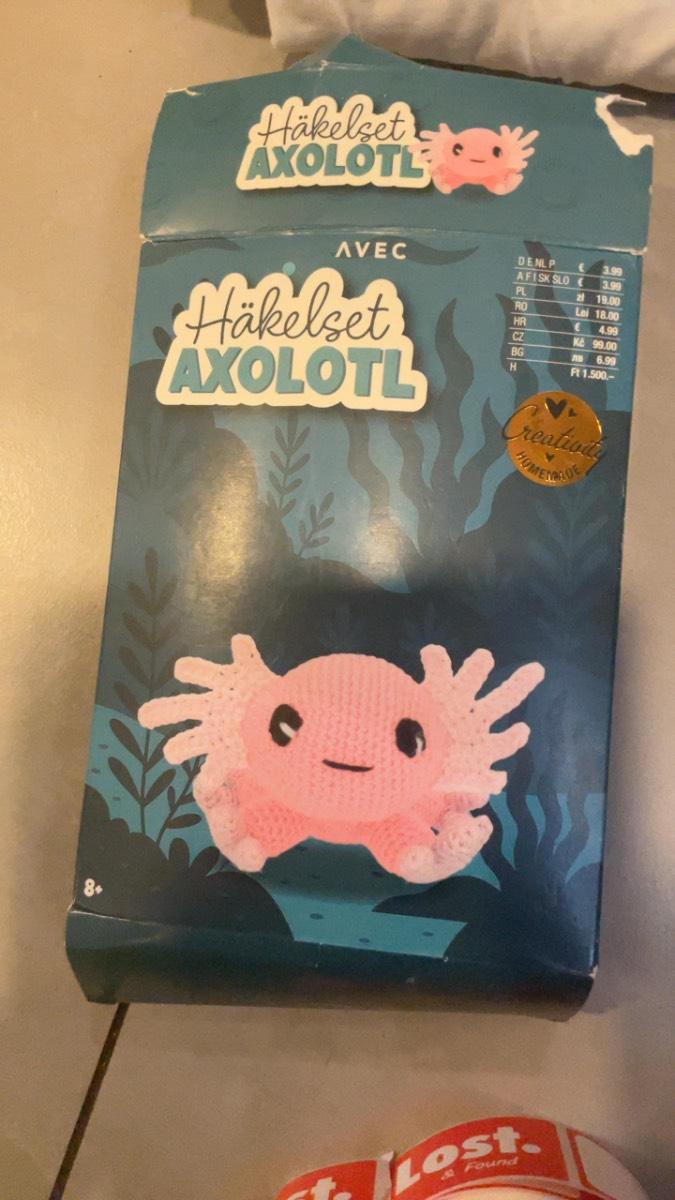 Häkelset
AXOLOTL
AVEC
Häkelset
AXOLOTL
D E NL P € 3.99
A FI SK SLO € 3.99
PL zł 19.00
RO Lei 18.00
HR € 4.99
CZ Kč 99.00
BG лв 6.99
H Ft 1.500.–
Creativity
HOMEMADE
8+
st.
LOST.
& Found